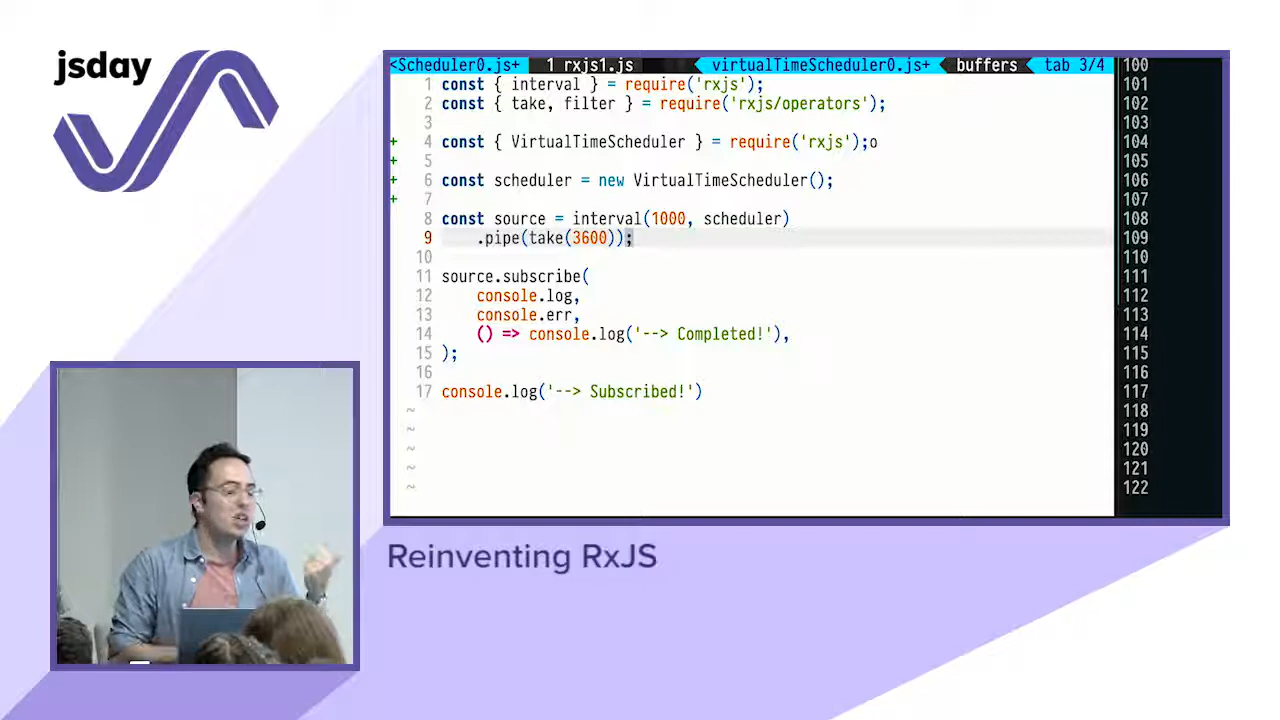 jsday
<Scheduler0.js+ 1 rxjs1.js virtualTimeScheduler0.js+ buffers tab 3/4
1 const { interval } = require('rxjs');
2 const { take, filter } = require('rxjs/operators');
3
+ 4 const { VirtualTimeScheduler } = require('rxjs');o
+ 5
+ 6 const scheduler = new VirtualTimeScheduler();
+ 7
8 const source = interval(1000, scheduler)
9 .pipe(take(3600));
10
11 source.subscribe(
12 console.log,
13 console.err,
14 () => console.log('--> Completed!'),
15 );
16
17 console.log('--> Subscribed!')
~
~
~
~
~
100
101
102
103
104
105
106
107
108
109
110
111
112
113
114
115
116
117
118
119
120
121
122
Reinventing RxJS